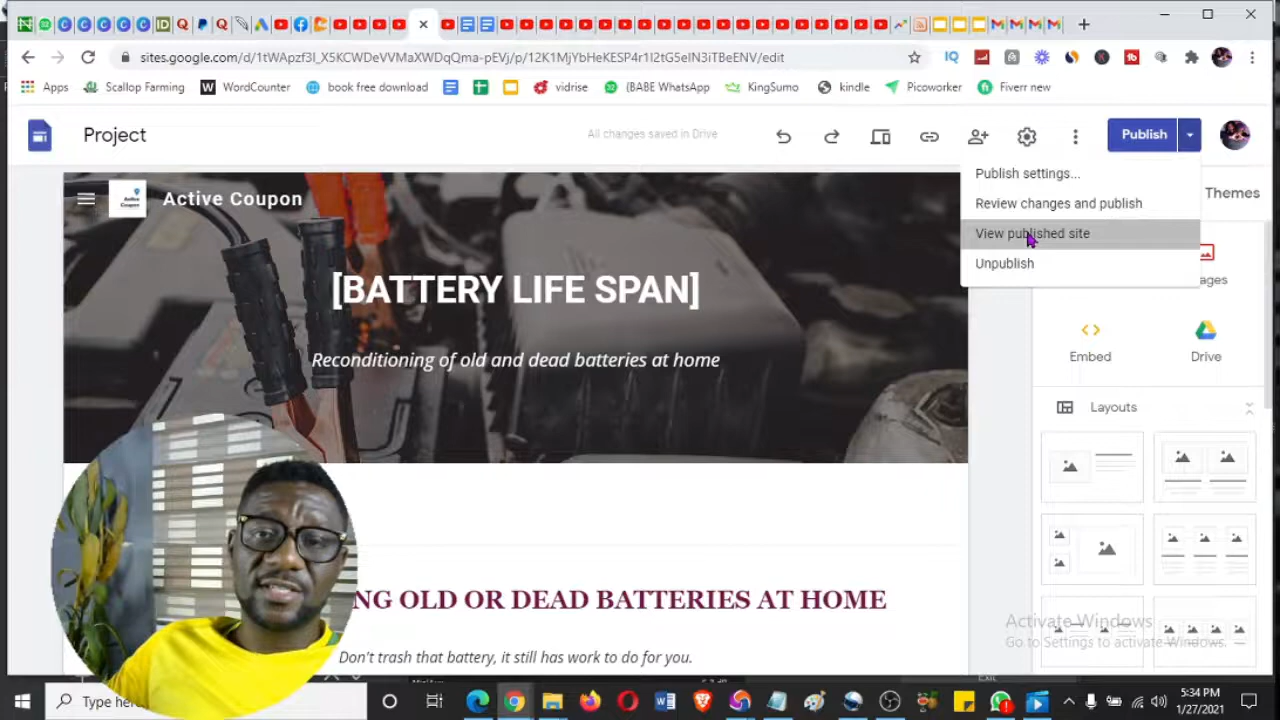 sites.google.com/d/1tWApzf3I_X5KCWDeVVMaXWDqQma-pEVj/p/12K1MjYbHeKESP4r1I2tG5eIN3iTBeENV/edit
Apps
Scallop Farming
WordCounter
book free download
vidrise
(BABE WhatsApp
KingSumo
kindle
Picoworker
Fiverr new
Project
All changes saved in Drive
Publish
Publish settings...
Review changes and publish
View published site
Unpublish
Themes
Active Coupon
Active
Coupon
[BATTERY LIFE SPAN]
Reconditioning of old and dead batteries at home
ages
Embed
Drive
Layouts
NG OLD OR DEAD BATTERIES AT HOME
Don't trash that battery, it still has work to do for you.
Activate Windows
Go to Settings to activate Windows.
Type here
5:34 PM
1/27/2021